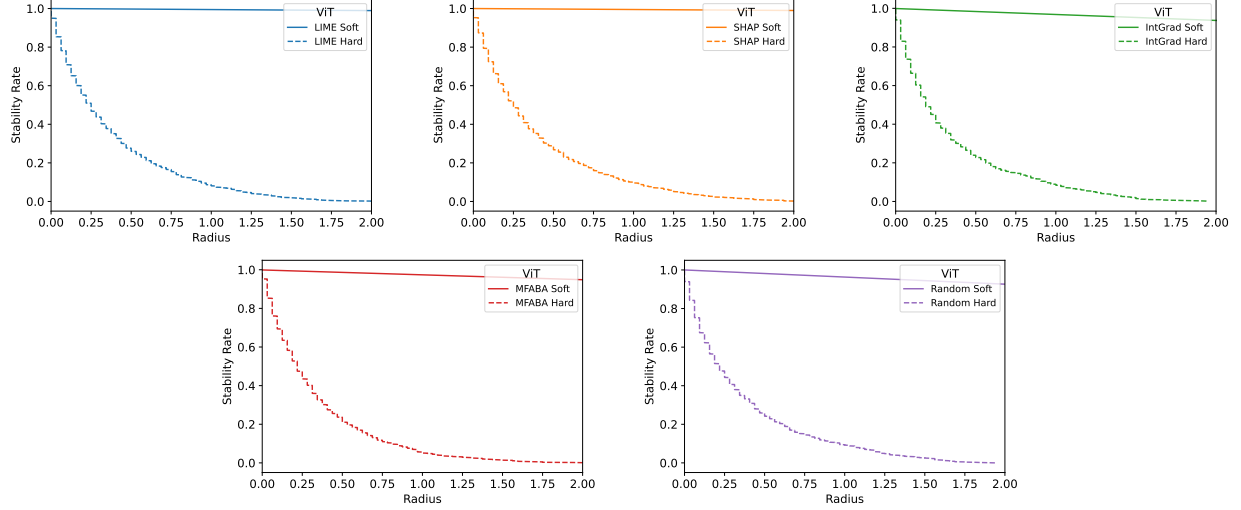 ViT
LIME Soft
LIME Hard
Stability Rate
1.0
0.8
0.6
0.4
0.2
0.0
0.00 0.25 0.50 0.75 1.00 1.25 1.50 1.75 2.00
Radius
ViT
SHAP Soft
SHAP Hard
Stability Rate
1.0
0.8
0.6
0.4
0.2
0.0
0.00 0.25 0.50 0.75 1.00 1.25 1.50 1.75 2.00
Radius
ViT
IntGrad Soft
IntGrad Hard
Stability Rate
1.0
0.8
0.6
0.4
0.2
0.0
0.00 0.25 0.50 0.75 1.00 1.25 1.50 1.75 2.00
Radius
ViT
MFABA Soft
MFABA Hard
Stability Rate
1.0
0.8
0.6
0.4
0.2
0.0
0.00 0.25 0.50 0.75 1.00 1.25 1.50 1.75 2.00
Radius
ViT
Random Soft
Random Hard
Stability Rate
1.0
0.8
0.6
0.4
0.2
0.0
0.00 0.25 0.50 0.75 1.00 1.25 1.50 1.75 2.00
Radius